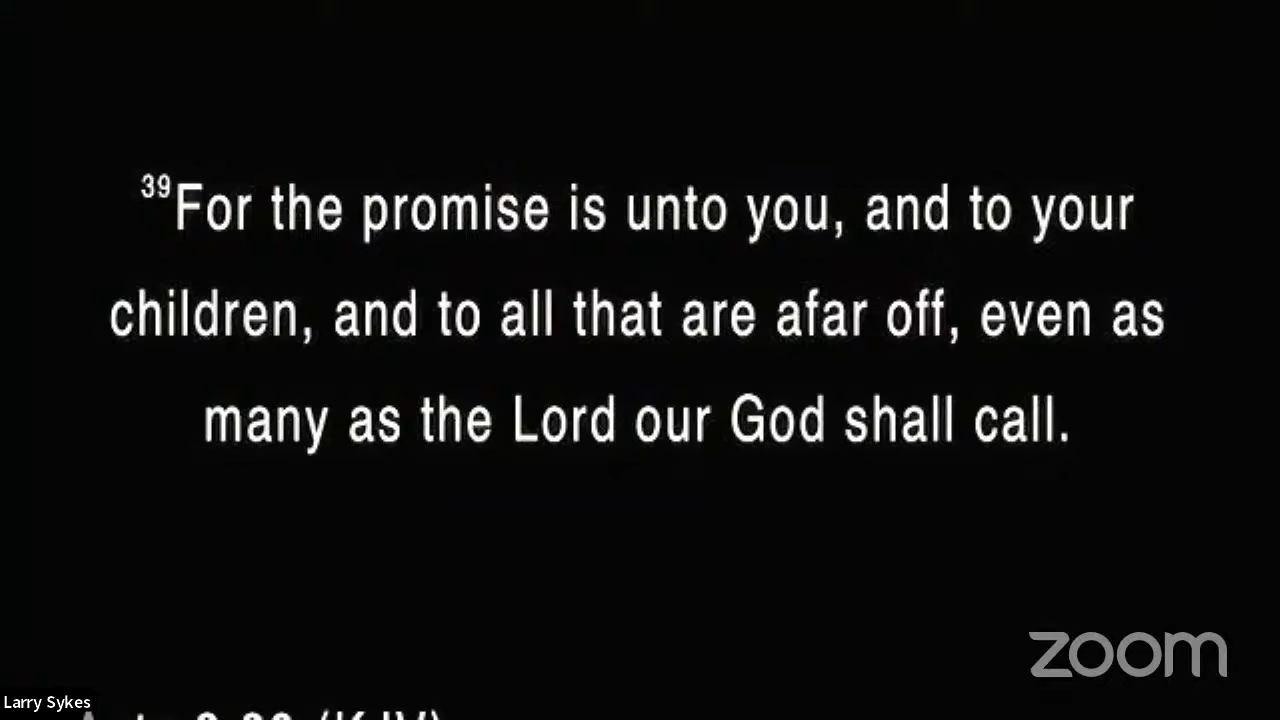 39For the promise is unto you, and to your
children, and to all that are afar off, even as
many as the Lord our God shall call.
zoom
Larry Sykes